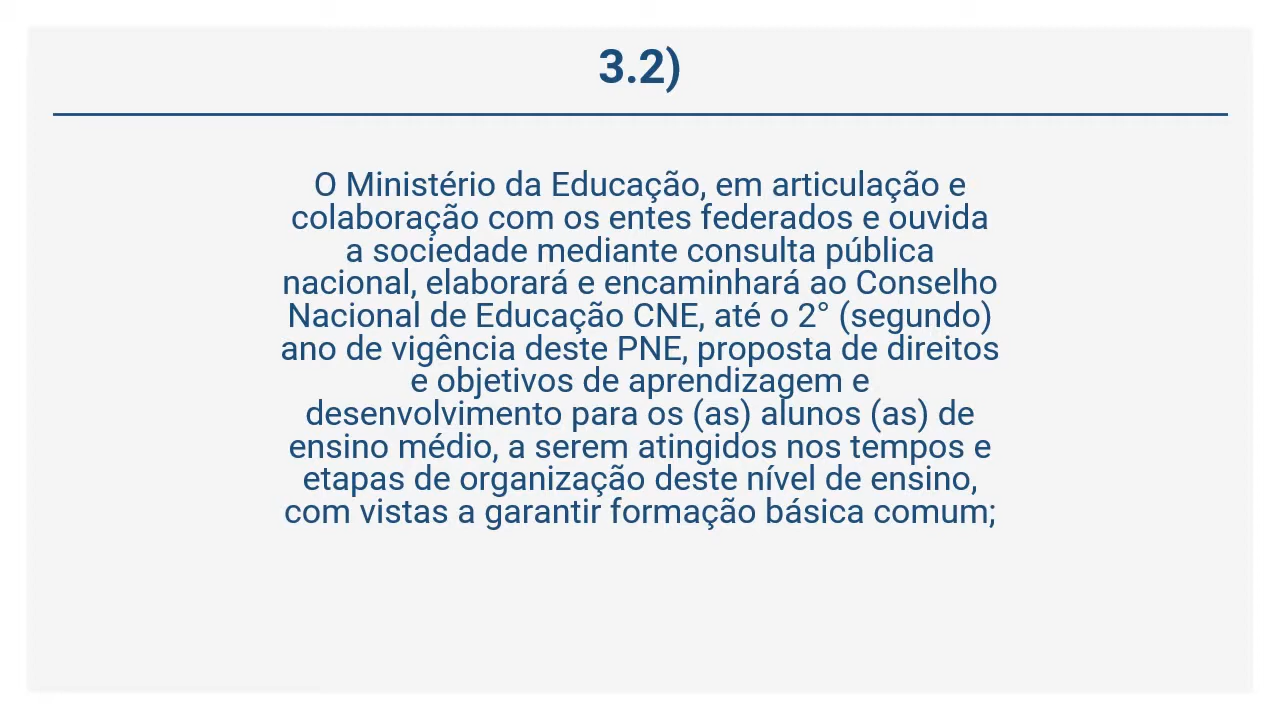 3.2)
O Ministério da Educação, em articulação e
colaboração com os entes federados e ouvida
a sociedade mediante consulta pública
nacional, elaborará e encaminhará ao Conselho
Nacional de Educação CNE, até o 2° (segundo)
ano de vigência deste PNE, proposta de direitos
e objetivos de aprendizagem e
desenvolvimento para os (as) alunos (as) de
ensino médio, a serem atingidos nos tempos e
etapas de organização deste nível de ensino,
com vistas a garantir formação básica comum;